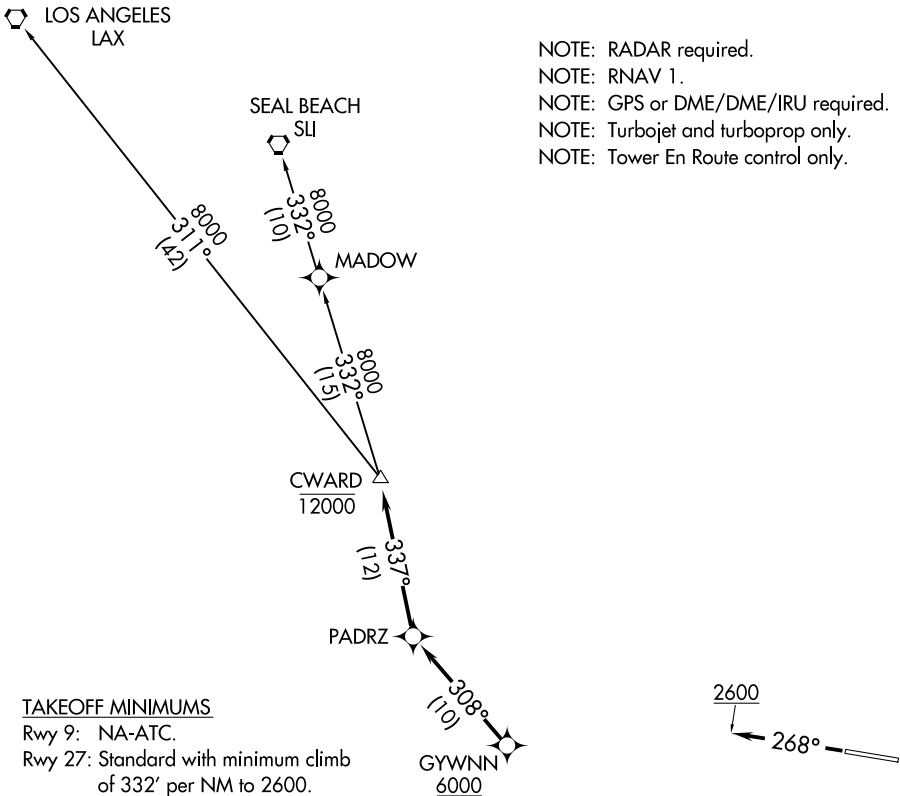 LOS ANGELES
LAX
NOTE: RADAR required.
NOTE: RNAV 1.
NOTE: GPS or DME/DME/IRU required.
NOTE: Turbojet and turboprop only.
NOTE: Tower En Route control only.
SEAL BEACH
SLI
8000
332°
(10)
8000
311°
(42)
MADOW
8000
332°
(15)
CWARD
12000
337°
(12)
PADRZ
308°
(10)
GYWNN
6000
2600
268°
TAKEOFF MINIMUMS
Rwy 9: NA-ATC.
Rwy 27: Standard with minimum climb
of 332' per NM to 2600.